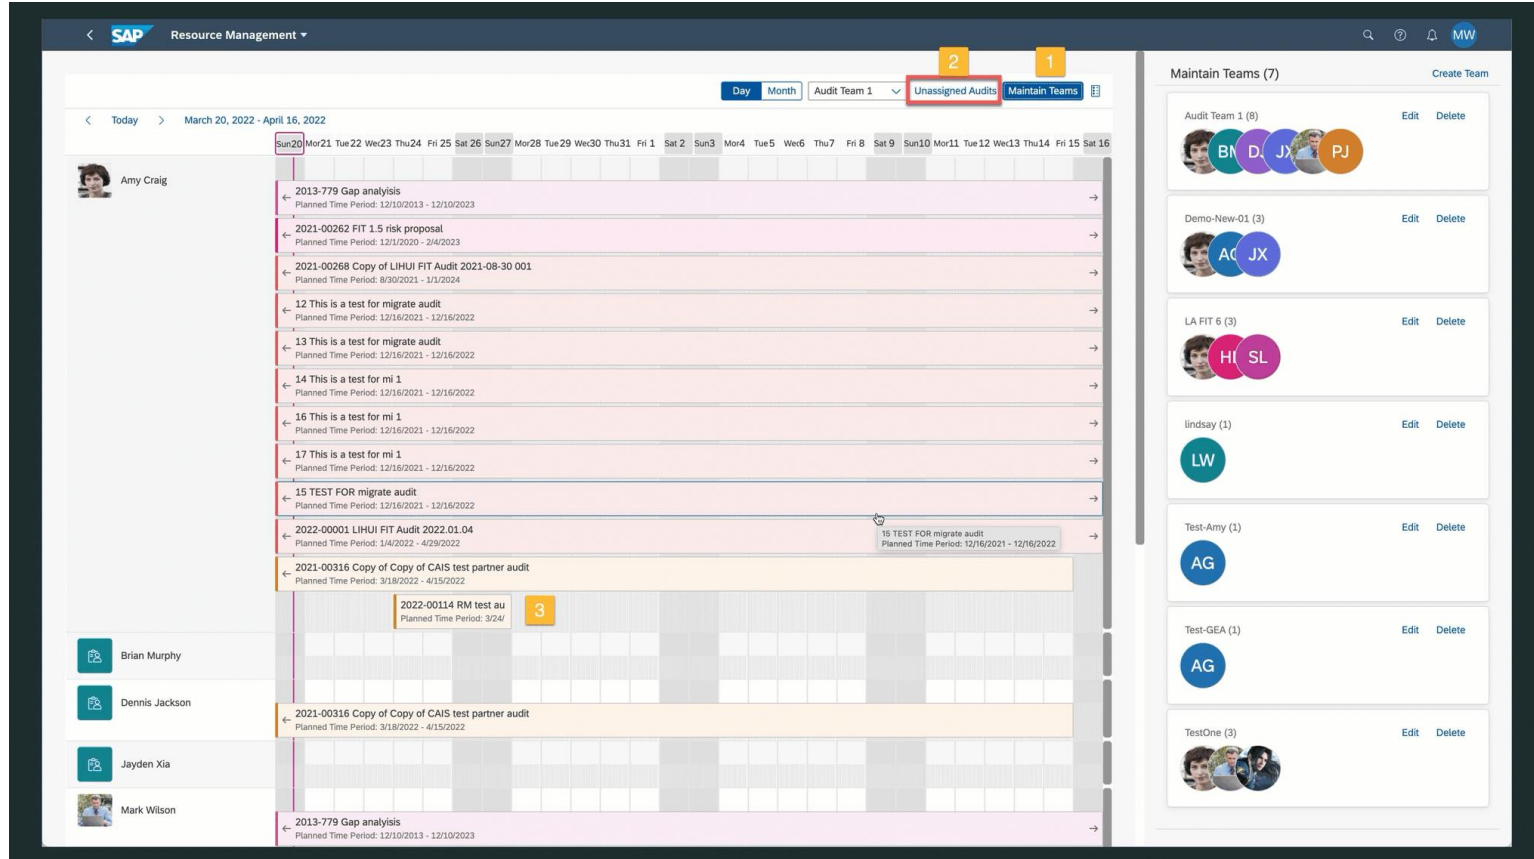 SAP Resource Management MW
2 1
Day Month Audit Team 1 Unassigned Audits Maintain Teams
Today March 20, 2022 - April 16, 2022
Sun20 Mor21 Tue22 Wec23 Thu24 Fri 25 Sat 26 Sun27 Mor28 Tue29 Wec30 Thu31 Fri 1 Sat 2 Sun3 Mor4 Tue5 Wec6 Thu7 Fri 8 Sat 9 Sun10 Mor11 Tue12 Wec13 Thu14 Fri 15 Sat 16
Amy Craig
2013-779 Gap analyisis
Planned Time Period: 12/10/2013 - 12/10/2023
2021-00262 FIT 1.5 risk proposal
Planned Time Period: 12/1/2020 - 2/4/2023
2021-00268 Copy of LIHUI FIT Audit 2021-08-30 001
Planned Time Period: 8/30/2021 - 1/1/2024
12 This is a test for migrate audit
Planned Time Period: 12/16/2021 - 12/16/2022
13 This is a test for migrate audit
Planned Time Period: 12/16/2021 - 12/16/2022
14 This is a test for mi 1
Planned Time Period: 12/16/2021 - 12/16/2022
16 This is a test for mi 1
Planned Time Period: 12/16/2021 - 12/16/2022
17 This is a test for mi 1
Planned Time Period: 12/16/2021 - 12/16/2022
15 TEST FOR migrate audit
Planned Time Period: 12/16/2021 - 12/16/2022
2022-00001 LIHUI FIT Audit 2022.01.04
Planned Time Period: 1/4/2022 - 4/29/2022
15 TEST FOR migrate audit
Planned Time Period: 12/16/2021 - 12/16/2022
2021-00316 Copy of Copy of CAIS test partner audit
Planned Time Period: 3/18/2022 - 4/15/2022
2022-00114 RM test au
Planned Time Period: 3/24/
3
Brian Murphy
Dennis Jackson
2021-00316 Copy of Copy of CAIS test partner audit
Planned Time Period: 3/18/2022 - 4/15/2022
Jayden Xia
Mark Wilson
2013-779 Gap analyisis
Planned Time Period: 12/10/2013 - 12/10/2023
Maintain Teams (7) Create Team
Audit Team 1 (8) Edit Delete
PJ
Demo-New-01 (3) Edit Delete
JX
LA FIT 6 (3) Edit Delete
SL
lindsay (1) Edit Delete
LW
Test-Amy (1) Edit Delete
AG
Test-GEA (1) Edit Delete
AG
TestOne (3) Edit Delete